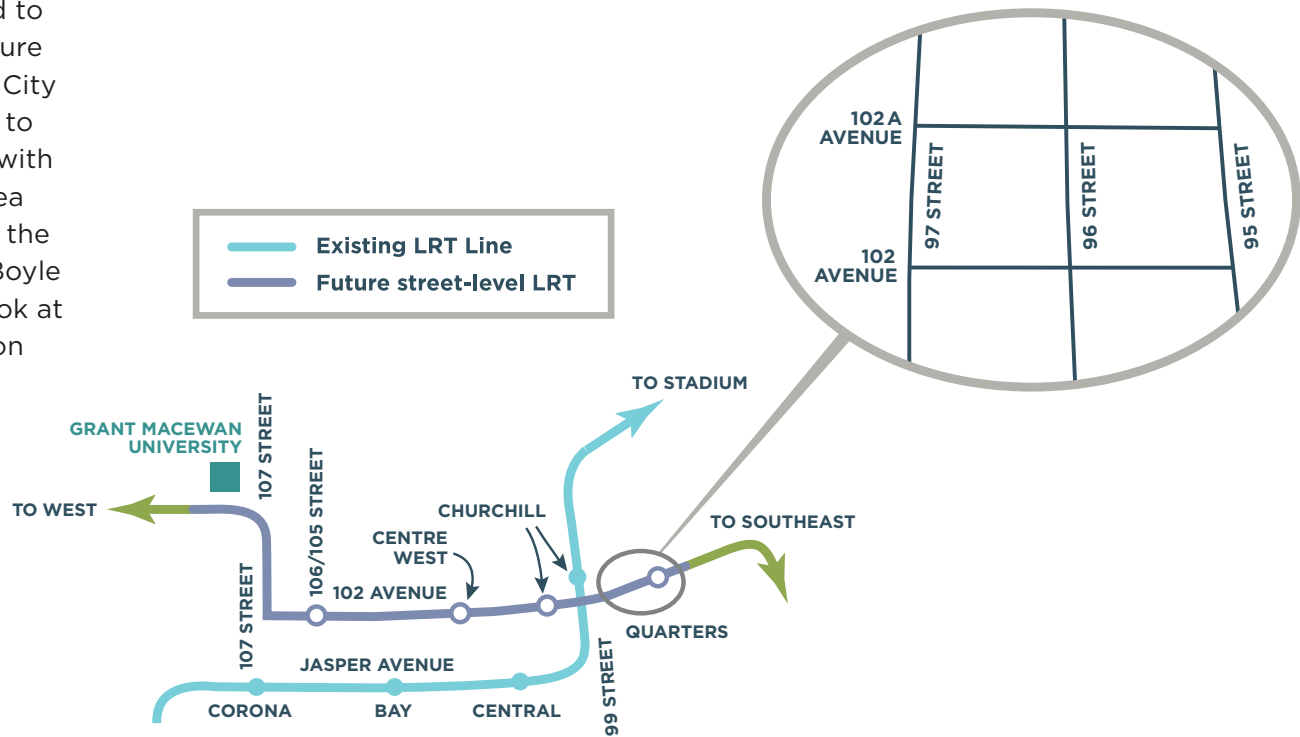 d to
ure
City
to
with
ea
the
Boyle
ok at
on
Existing LRT Line
Future street-level LRT
102 A
AVENUE
102
AVENUE
97 STREET
96 STREET
95 STREET
TO STADIUM
GRANT MACEWAN
UNIVERSITY
107 STREET
TO WEST
106/105 STREET
CHURCHILL
CENTRE
WEST
TO SOUTHEAST
102 AVENUE
107 STREET
QUARTERS
JASPER AVENUE
99 STREET
CORONA
BAY
CENTRAL